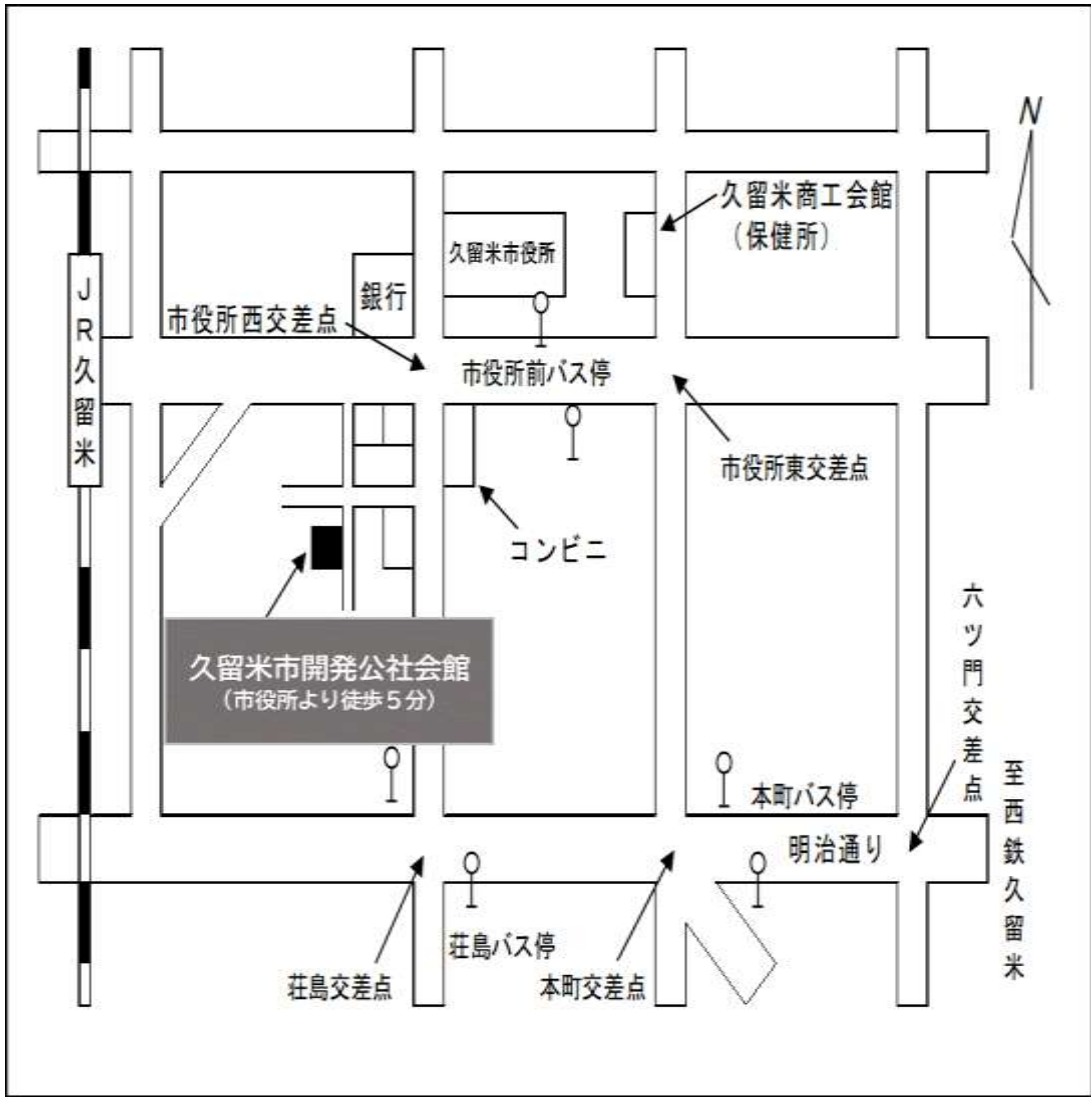 N
久留米商工会館
（保健所）
久留米市役所
銀行
市役所西交差点
JR久留米
市役所前バス停
市役所東交差点
コンビニ
久留米市開発公社会館
（市役所より徒歩５分）
六ツ門交差点
至西鉄久留米
本町バス停
明治通り
荘島バス停
荘島交差点
本町交差点